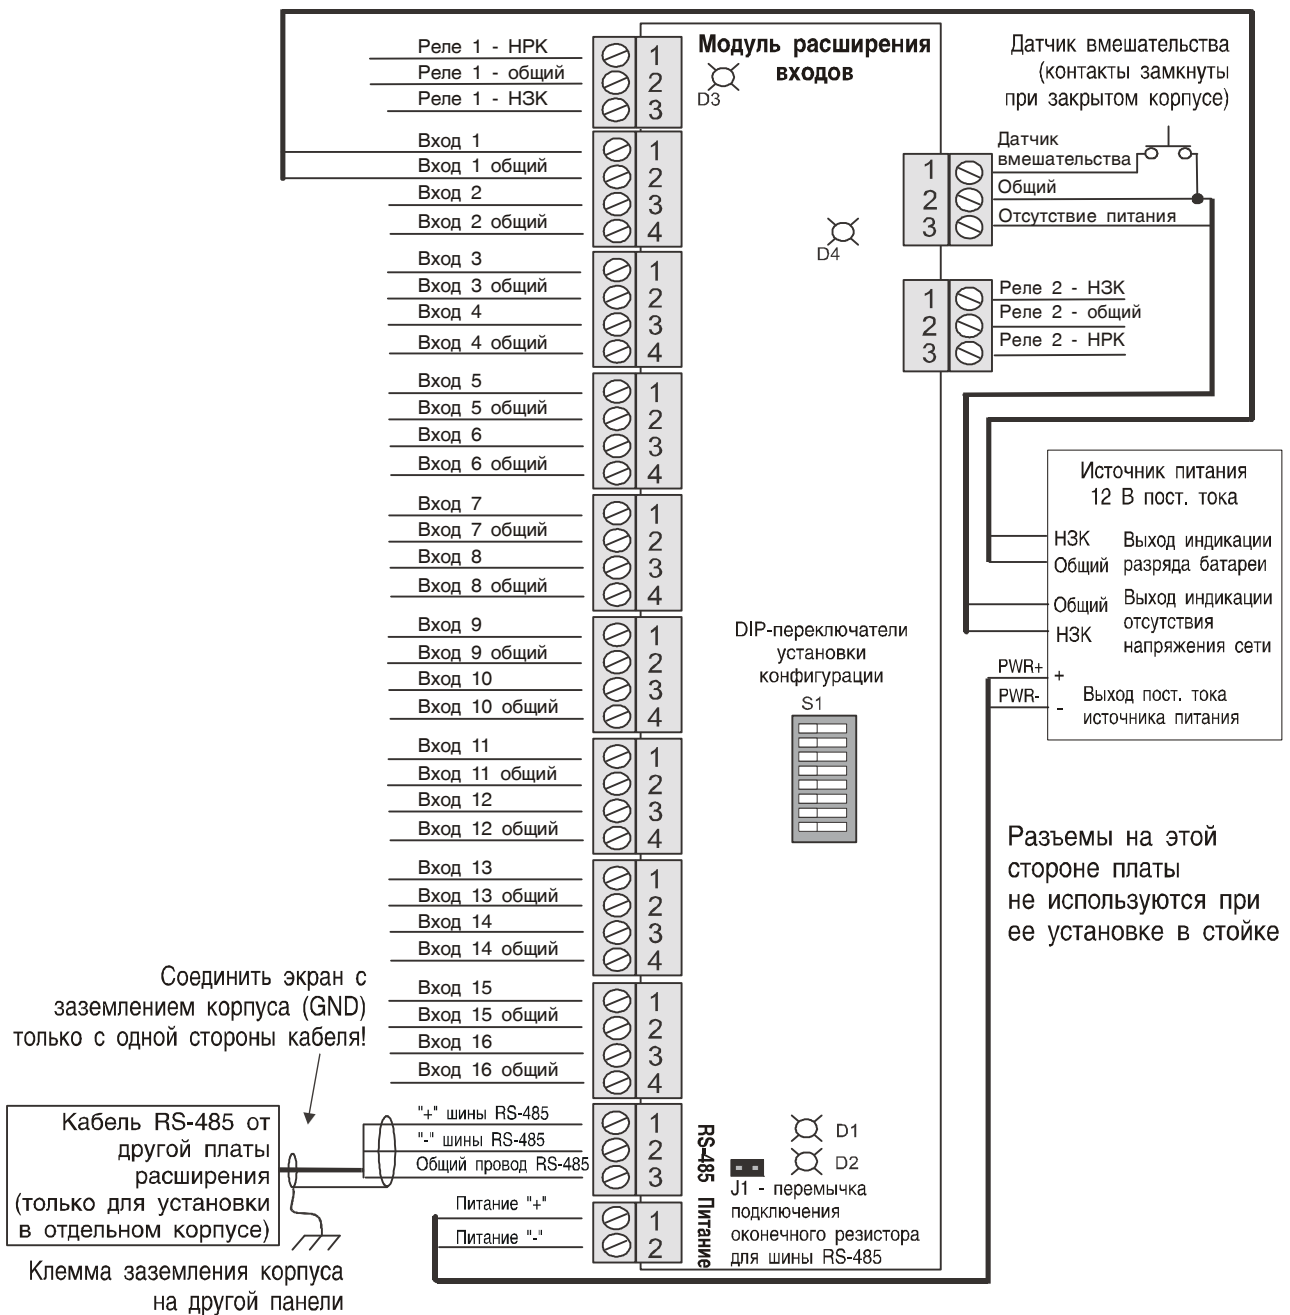 Реле 1 - НРК
Реле 1 - общий
Реле 1 - НЗК
1
2
3
Вход 1
Вход 1 общий
Вход 2
Вход 2 общий
1
2
3
4
Вход 3
Вход 3 общий
Вход 4
Вход 4 общий
1
2
3
4
Вход 5
Вход 5 общий
Вход 6
Вход 6 общий
1
2
3
4
Вход 7
Вход 7 общий
Вход 8
Вход 8 общий
1
2
3
4
Вход 9
Вход 9 общий
Вход 10
Вход 10 общий
1
2
3
4
Вход 11
Вход 11 общий
Вход 12
Вход 12 общий
1
2
3
4
Вход 13
Вход 13 общий
Вход 14
Вход 14 общий
1
2
3
4
Вход 15
Вход 15 общий
Вход 16
Вход 16 общий
1
2
3
4
"+" шины RS-485
"-" шины RS-485
Общий провод RS-485
1
2
3
RS-485
Питание "+"
Питание "-"
1
2
Питание
Соединить экран с
заземлением корпуса (GND)
только с одной стороны кабеля!
Кабель RS-485 от
другой платы
расширения
(только для установки
в отдельном корпусе)
Клемма заземления корпуса
на другой панели
Модуль расширения
входов
D3
D4
DIP-переключатели
установки
конфигурации
S1
D1
D2
J1 - перемычка
подключения
оконечного резистора
для шины RS-485
Датчик вмешательства
(контакты замкнуты
при закрытом корпусе)
1
2
3
Датчик
вмешательства
Общий
Отсутствие питания
1
2
3
Реле 2 - НЗК
Реле 2 - общий
Реле 2 - НРК
Источник питания
12 В пост. тока
НЗК
Общий
Выход индикации
разряда батареи
Общий
НЗК
Выход индикации
отсутствия
напряжения сети
PWR+
PWR-
+
-
Выход пост. тока
источника питания
Разъемы на этой
стороне платы
не используются при
ее установке в стойке